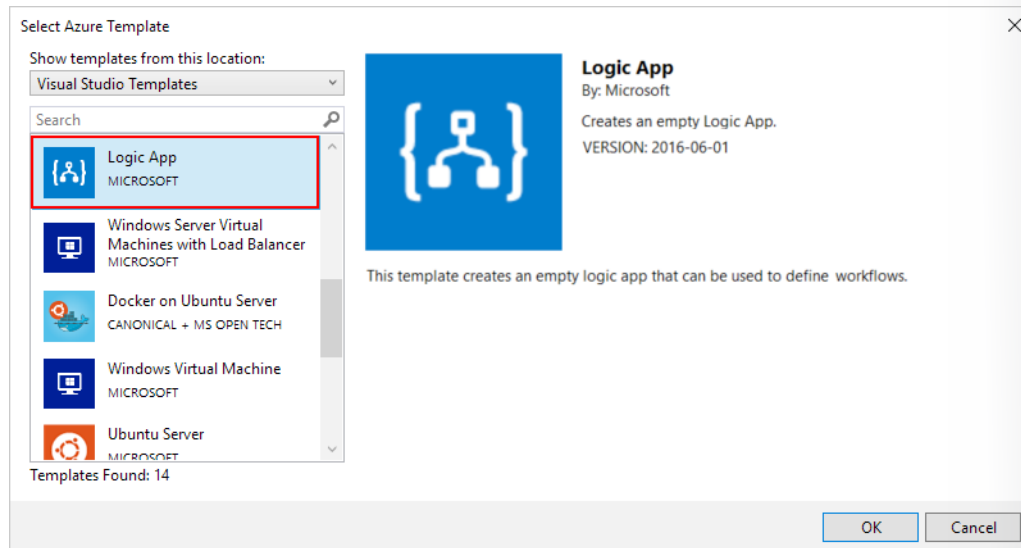 Select Azure Template
Show templates from this location:
Visual Studio Templates
Search
Logic App
MICROSOFT
Windows Server Virtual
Machines with Load Balancer
MICROSOFT
Docker on Ubuntu Server
CANONICAL + MS OPEN TECH
Windows Virtual Machine
MICROSOFT
Ubuntu Server
MICROSOFT
Templates Found: 14
Logic App
By: Microsoft
Creates an empty Logic App.
VERSION: 2016-06-01
This template creates an empty logic app that can be used to define workflows.
OK
Cancel